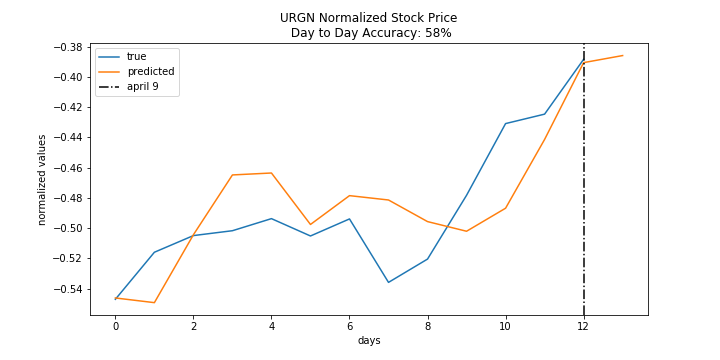 URGN Normalized Stock Price
Day to Day Accuracy: 58%
true
predicted
april 9
normalized values
−0.38
−0.40
−0.42
−0.44
−0.46
−0.48
−0.50
−0.52
−0.54
0 2 4 6 8 10 12
days